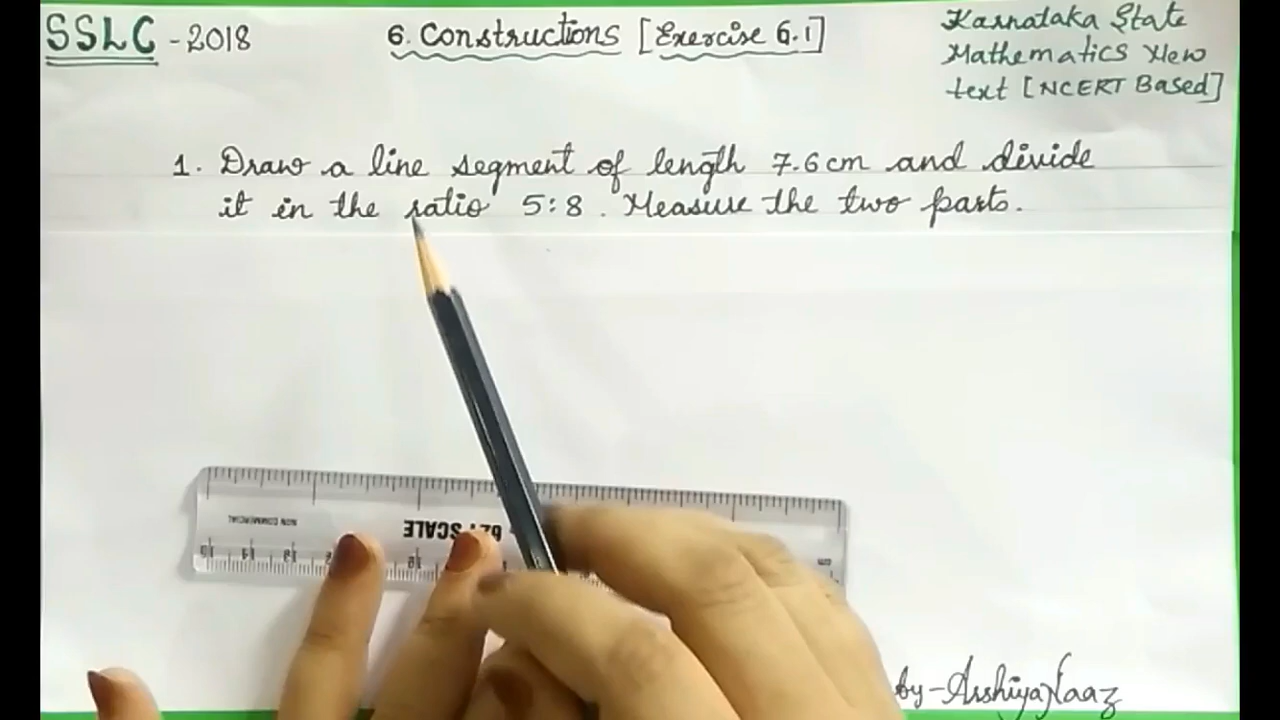 SSLC - 2018
6. Constructions [Exercise 6.1]
Karnataka State
Mathematics New
text [NCERT Based]
1. Draw a line segment of length 7.6 cm and divide
it in the ratio 5:8. Measure the two parts.
NON COMMERCIAL
SCALE
by - Arshiya Naaz